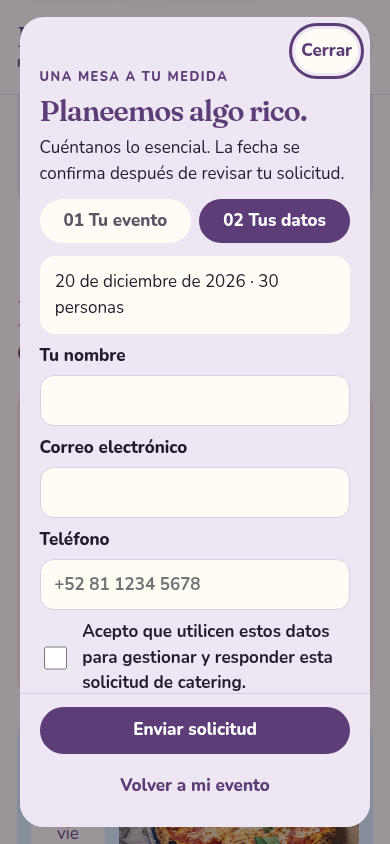 Cerrar
UNA MESA A TU MEDIDA
Planeemos algo rico.
Cuéntanos lo esencial. La fecha se
confirma después de revisar tu solicitud.
01 Tu evento
02 Tus datos
20 de diciembre de 2026 · 30
personas
Tu nombre
Correo electrónico
Teléfono
+52 81 1234 5678
Acepto que utilicen estos datos
para gestionar y responder esta
solicitud de catering.
Enviar solicitud
Volver a mi evento
vie